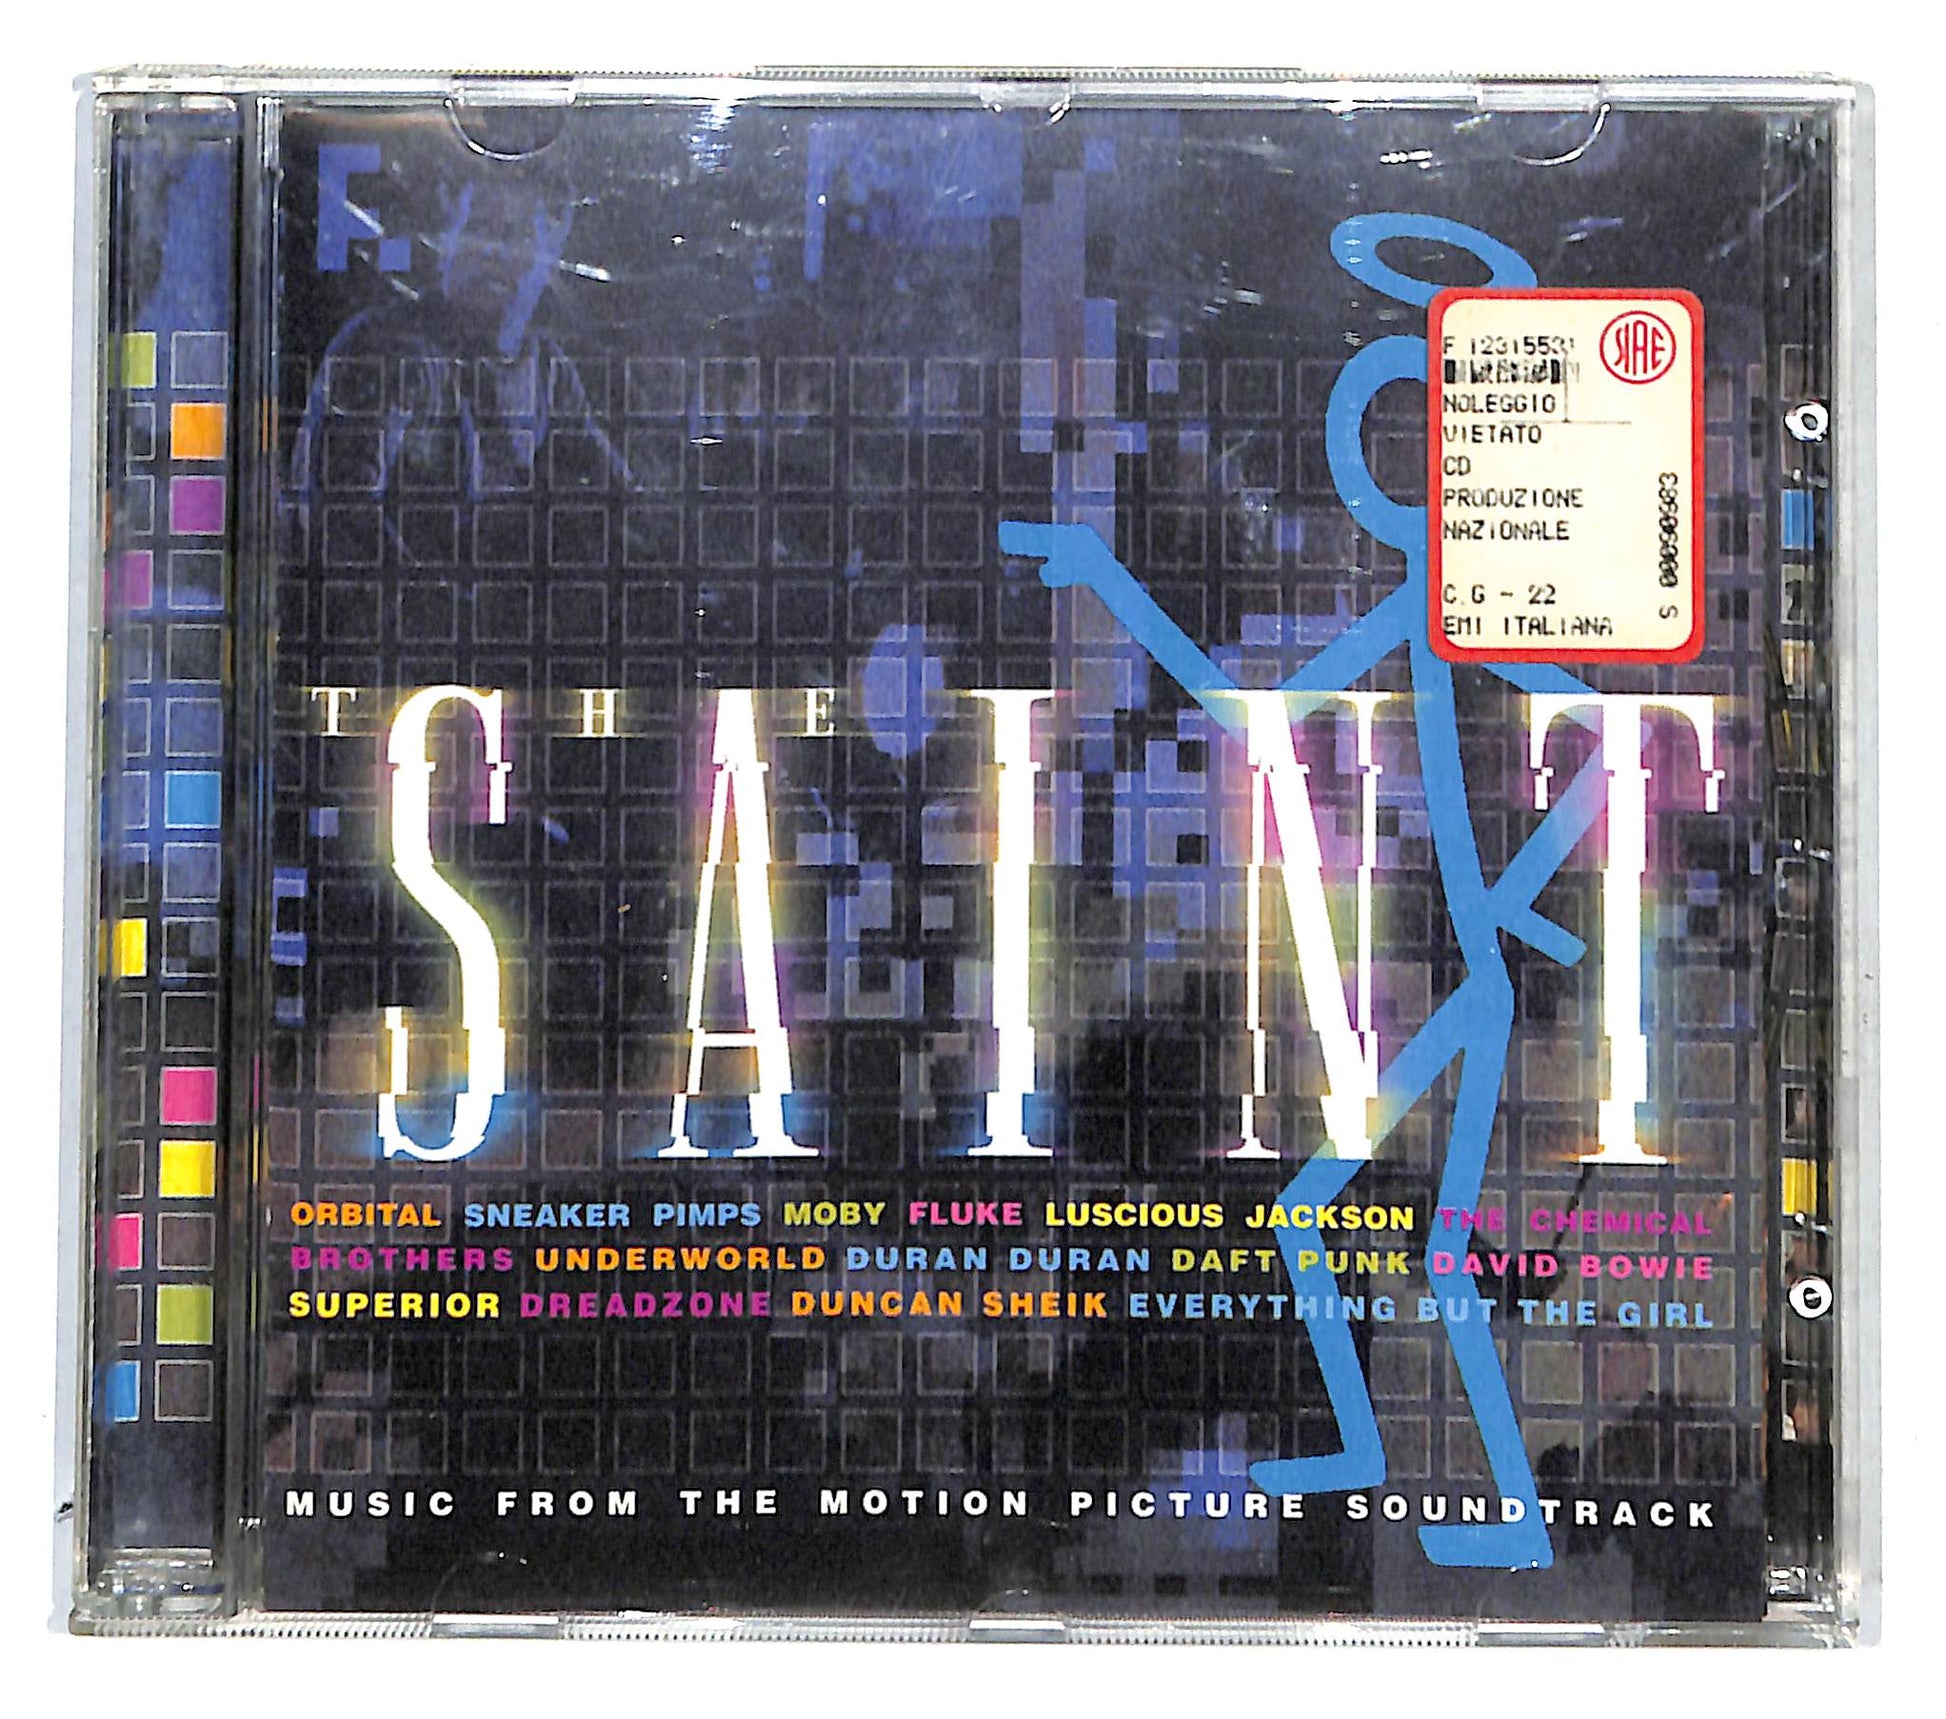 F 12315531
SIAE
NOLEGGIO
VIETATO
CD
PRODUZIONE
NAZIONALE
C.G - 22
EMI ITALIANA
THE
SAINT
ORBITAL SNEAKER PIMPS MOBY FLUKE LUSCIOUS JACKSON THE CHEMICAL
BROTHERS UNDERWORLD DURAN DURAN DAFT PUNK DAVID BOWIE
SUPERIOR DREADZONE DUNCAN SHEIK EVERYTHING BUT THE GIRL
MUSIC FROM THE MOTION PICTURE SOUNDTRACK